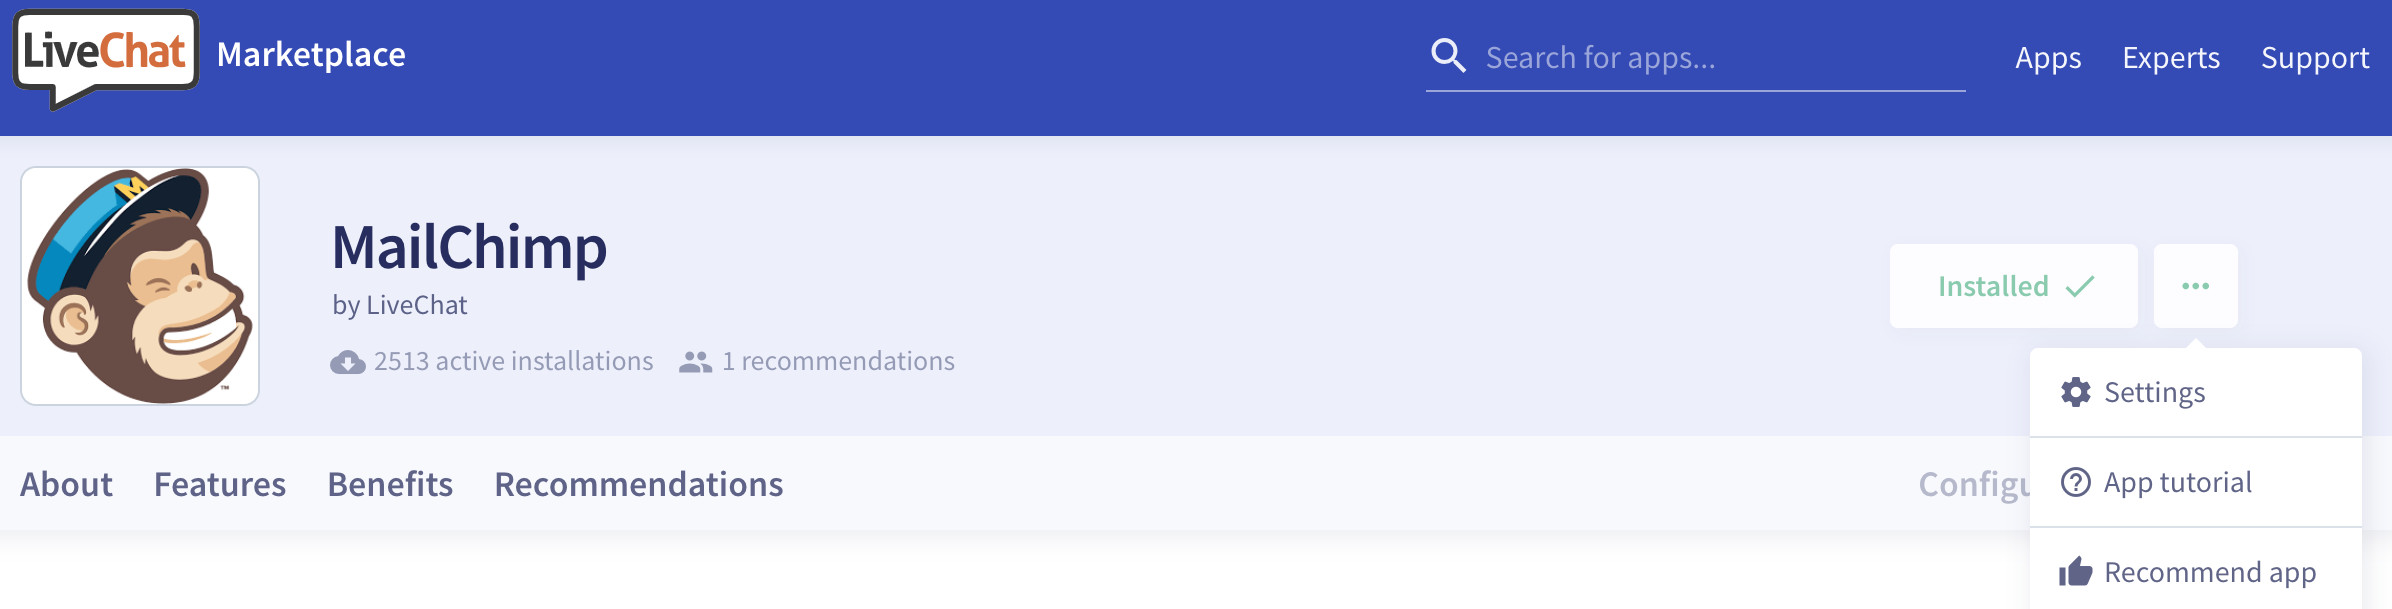 LiveChat Marketplace
Search for apps...
Apps Experts Support
M
MailChimp
by LiveChat
2513 active installations 1 recommendations
Installed
Settings
App tutorial
Recommend app
About Features Benefits Recommendations
Configu
™